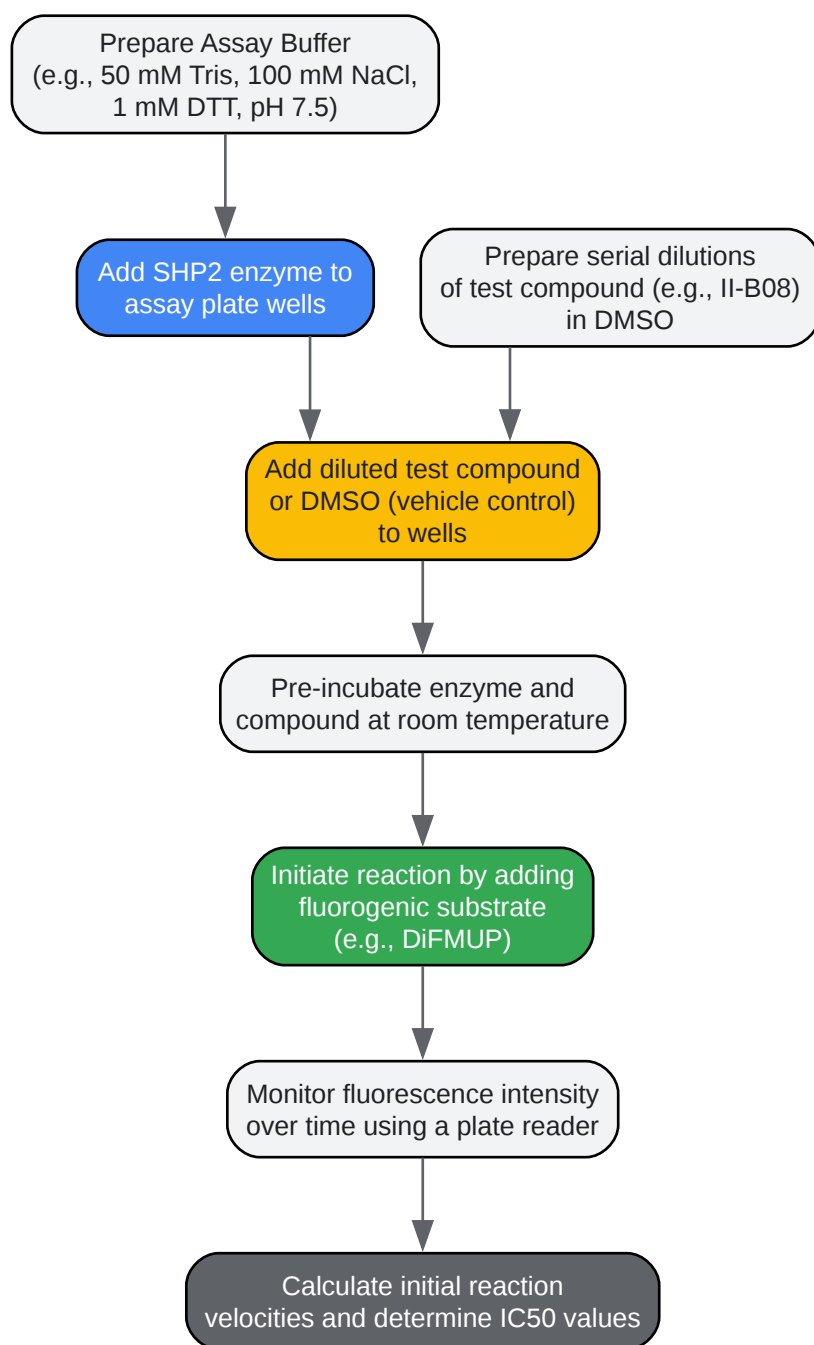 Prepare Assay Buffer
(e.g., 50 mM Tris, 100 mM NaCl,
1 mM DTT, pH 7.5)
Add SHP2 enzyme to
assay plate wells
Prepare serial dilutions
of test compound (e.g., II-B08)
in DMSO
Add diluted test compound
or DMSO (vehicle control)
to wells
Pre-incubate enzyme and
compound at room temperature
Initiate reaction by adding
fluorogenic substrate
(e.g., DiFMUP)
Monitor fluorescence intensity
over time using a plate reader
Calculate initial reaction
velocities and determine IC50 values